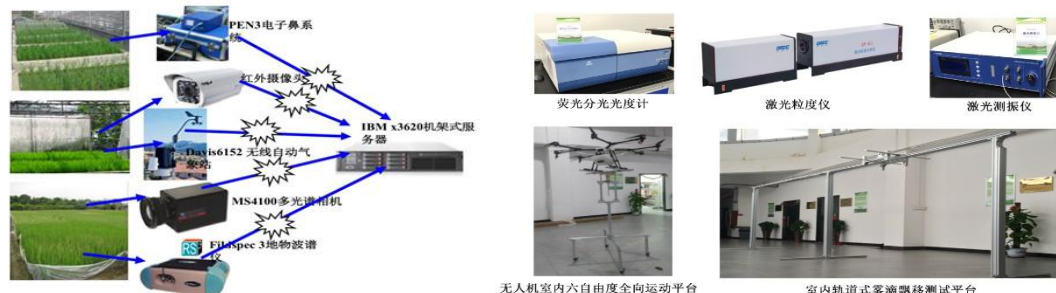 PEN3电子鼻系
统
红外摄像头
IBM x3620机架式服
务器
Davis6152 无线自动气
象站
MS4100多光谱相机
FildSpec 3地物波谱
仪
RS³
荧光分光光度计
激光粒度仪
激光测振仪
无人机室内六自由度全向运动平台
室内轨道式雾滴飘移测试平台